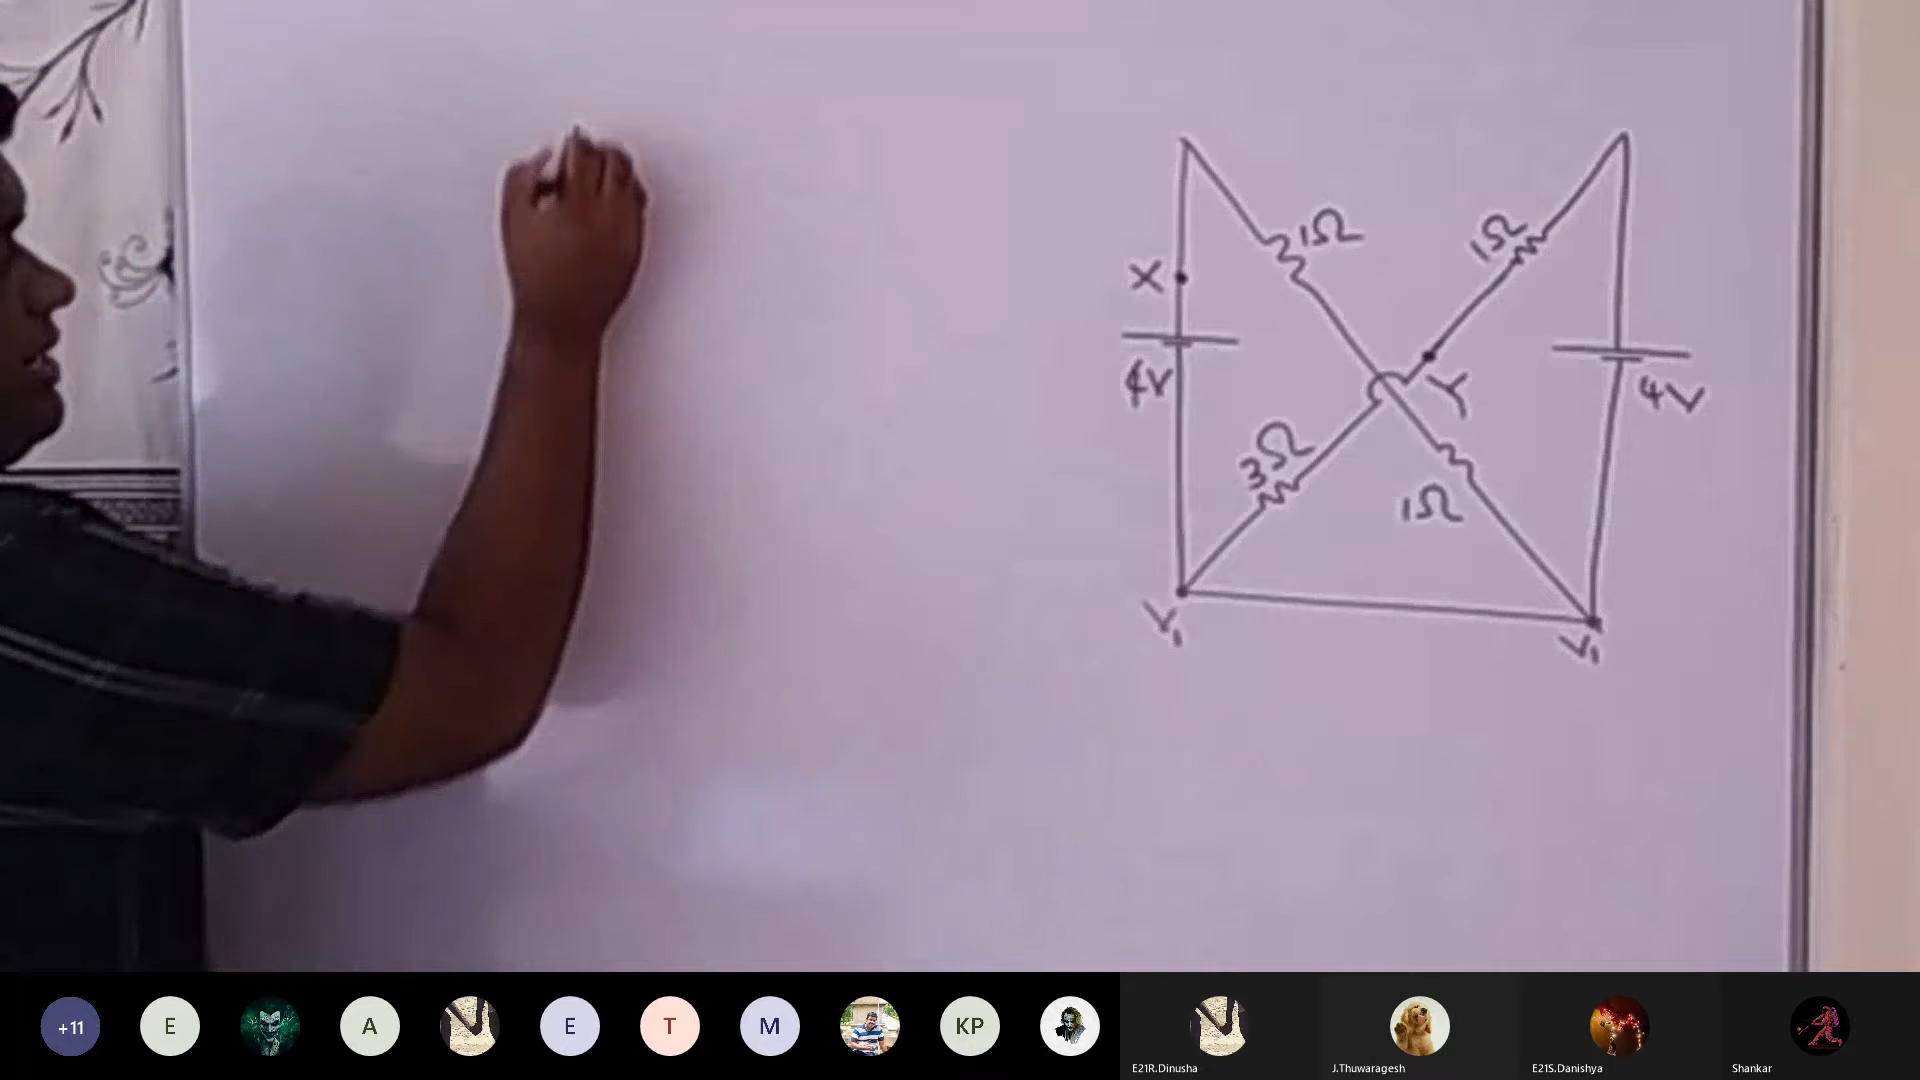 1Ω
1Ω
X
4V
Y
4V
3Ω
1Ω
V₁
V₁
+11
E
A
E
T
M
KP
E21R.Dinusha
J.Thuwaragesh
E21S.Danishya
Shankar